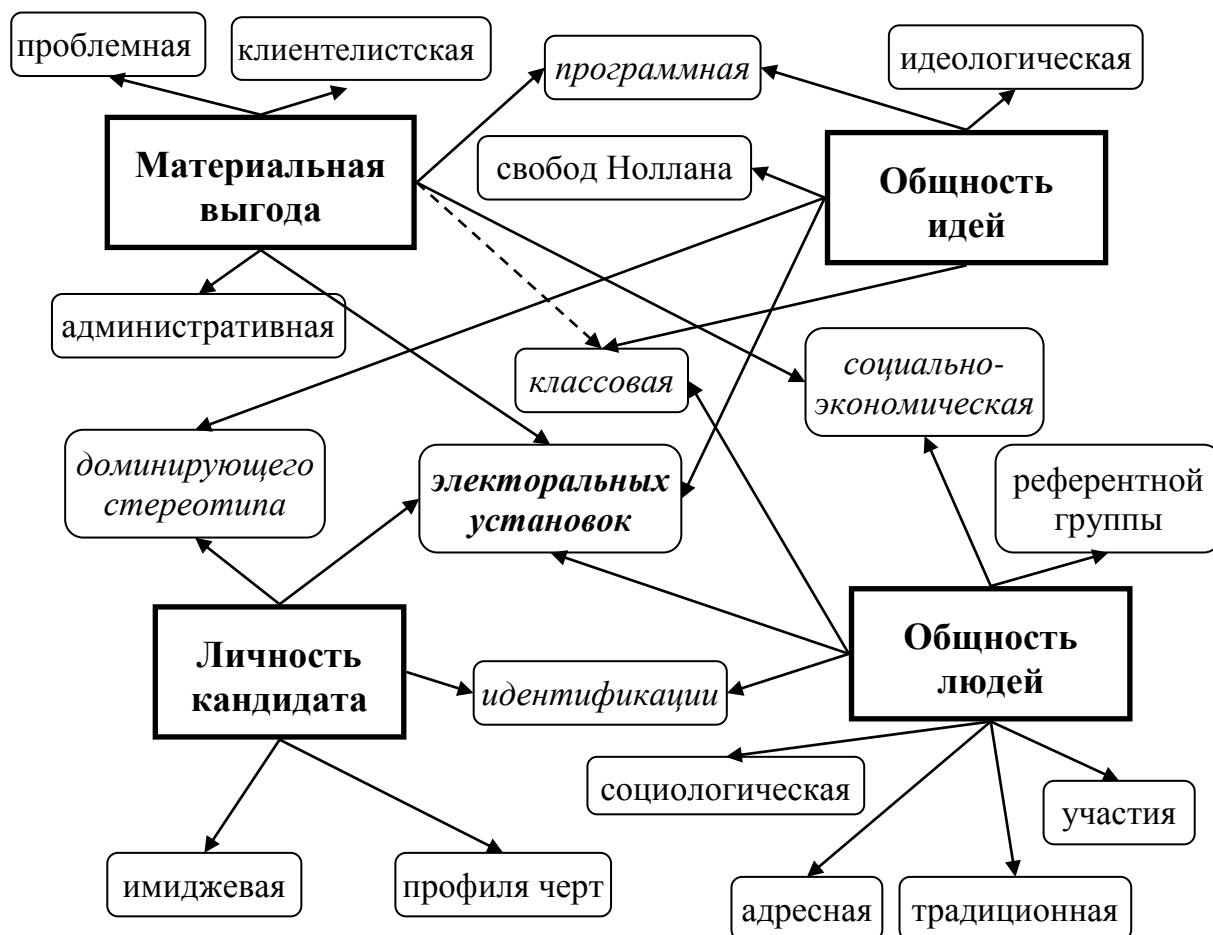 проблемная
клиентелистская
программная
идеологическая
Материальная
выгода
свобод Ноллана
Общность
идей
административная
классовая
социально-
экономическая
доминирующего
стереотипа
электоральных
установок
референтной
группы
Личность
кандидата
идентификации
Общность
людей
социологическая
участия
имиджевая
профиля черт
адресная
традиционная